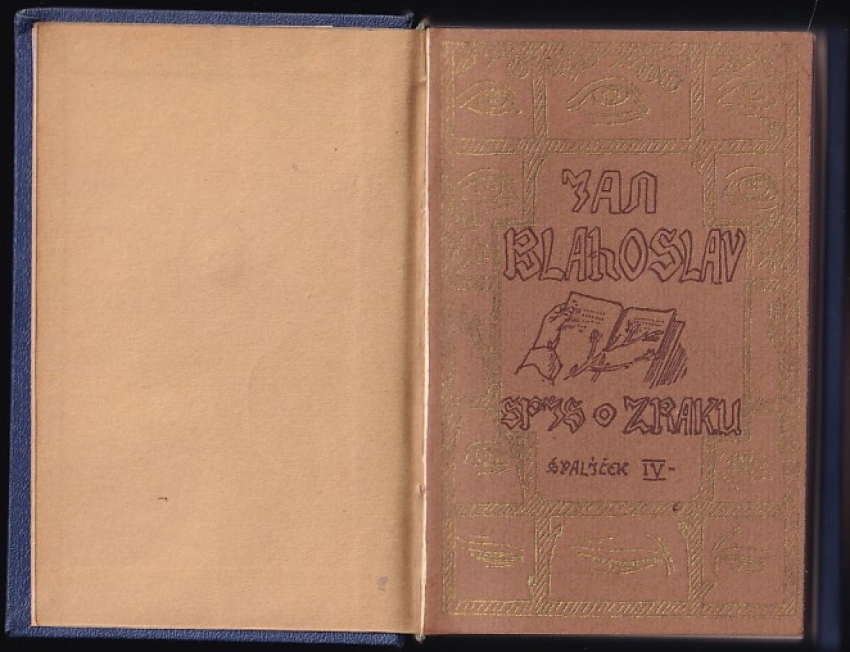 JAN
BLAHOSLAV
SPIS O ZRAKU
ŠPALÍČEK IV-